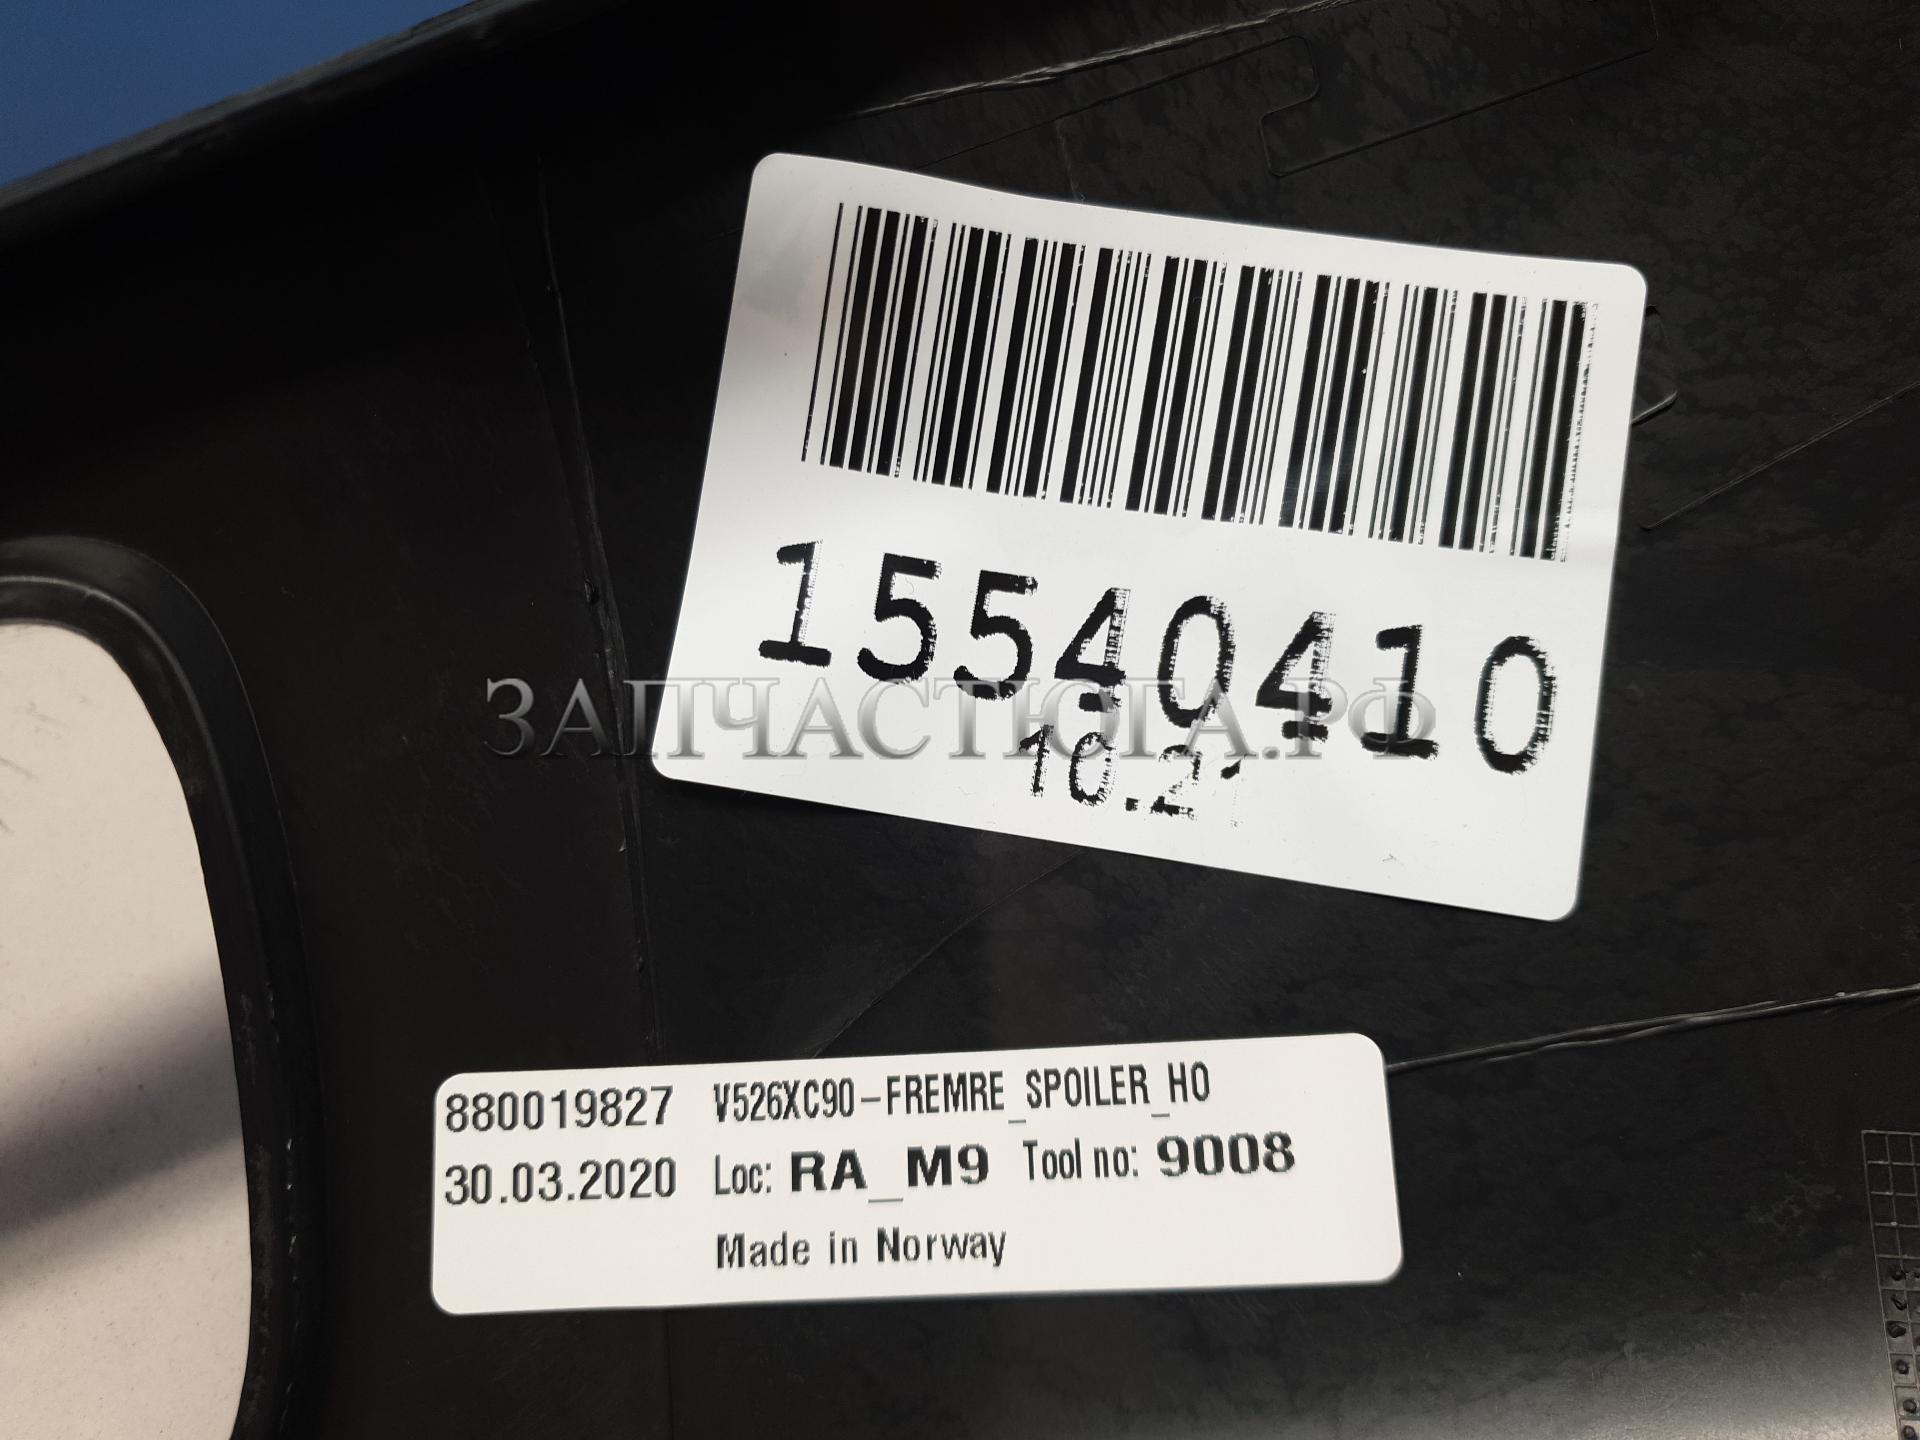 15540410
ЗАПЧАСТЮГА.РФ
10.21
880019827 V526XC90-FREMRE_SPOILER_HO
30.03.2020 Loc: RA_M9 Tool no: 9008
Made in Norway